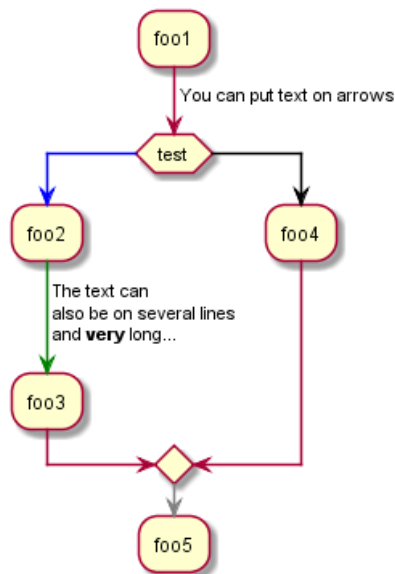 foo1
You can put text on arrows
test
foo2
foo4
The text can
also be on several lines
and very long...
foo3
foo5